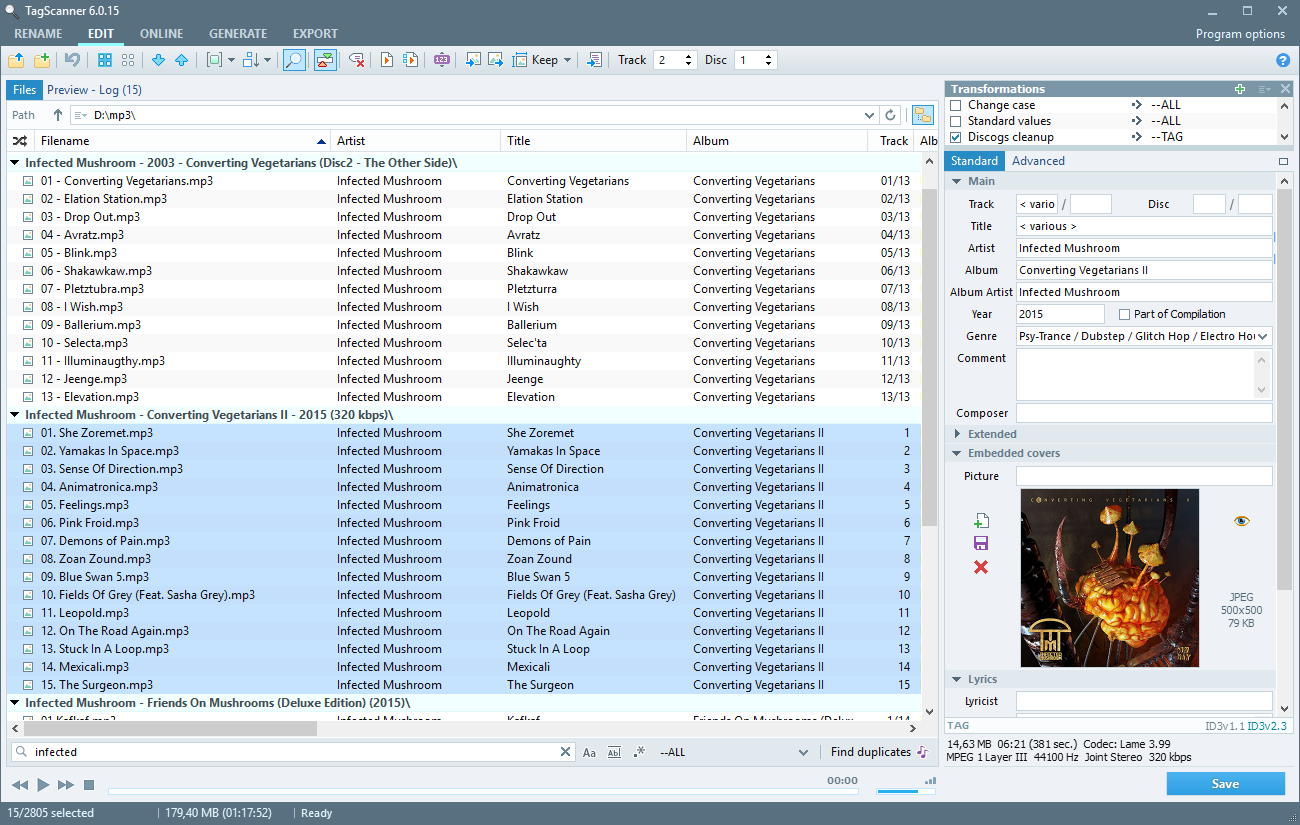 TagScanner 6.0.15
RENAME EDIT ONLINE GENERATE EXPORT
Program options
123 Keep Track 2 Disc 1
Files Preview - Log (15)
Path D:\mp3\
Filename Artist Title Album Track Alb
Infected Mushroom - 2003 - Converting Vegetarians (Disc2 - The Other Side)\
01 - Converting Vegetarians.mp3 Infected Mushroom Converting Vegetarians Converting Vegetarians 01/13
02 - Elation Station.mp3 Infected Mushroom Elation Station Converting Vegetarians 02/13
03 - Drop Out.mp3 Infected Mushroom Drop Out Converting Vegetarians 03/13
04 - Avratz.mp3 Infected Mushroom Avratz Converting Vegetarians 04/13
05 - Blink.mp3 Infected Mushroom Blink Converting Vegetarians 05/13
06 - Shakawkaw.mp3 Infected Mushroom Shakawkaw Converting Vegetarians 06/13
07 - Pletztubra.mp3 Infected Mushroom Pletzturra Converting Vegetarians 07/13
08 - I Wish.mp3 Infected Mushroom I Wish Converting Vegetarians 08/13
09 - Ballerium.mp3 Infected Mushroom Ballerium Converting Vegetarians 09/13
10 - Selecta.mp3 Infected Mushroom Selec'ta Converting Vegetarians 10/13
11 - Illuminaugthy.mp3 Infected Mushroom Illuminaughty Converting Vegetarians 11/13
12 - Jeenge.mp3 Infected Mushroom Jeenge Converting Vegetarians 12/13
13 - Elevation.mp3 Infected Mushroom Elevation Converting Vegetarians 13/13
Infected Mushroom - Converting Vegetarians II - 2015 (320 kbps)\
01. She Zoremet.mp3 Infected Mushroom She Zoremet Converting Vegetarians II 1
02. Yamakas In Space.mp3 Infected Mushroom Yamakas In Space Converting Vegetarians II 2
03. Sense Of Direction.mp3 Infected Mushroom Sense Of Direction Converting Vegetarians II 3
04. Animatronica.mp3 Infected Mushroom Animatronica Converting Vegetarians II 4
05. Feelings.mp3 Infected Mushroom Feelings Converting Vegetarians II 5
06. Pink Froid.mp3 Infected Mushroom Pink Froid Converting Vegetarians II 6
07. Demons of Pain.mp3 Infected Mushroom Demons of Pain Converting Vegetarians II 7
08. Zoan Zound.mp3 Infected Mushroom Zoan Zound Converting Vegetarians II 8
09. Blue Swan 5.mp3 Infected Mushroom Blue Swan 5 Converting Vegetarians II 9
10. Fields Of Grey (Feat. Sasha Grey).mp3 Infected Mushroom Fields Of Grey (Feat. Sasha Grey) Converting Vegetarians II 10
11. Leopold.mp3 Infected Mushroom Leopold Converting Vegetarians II 11
12. On The Road Again.mp3 Infected Mushroom On The Road Again Converting Vegetarians II 12
13. Stuck In A Loop.mp3 Infected Mushroom Stuck In A Loop Converting Vegetarians II 13
14. Mexicali.mp3 Infected Mushroom Mexicali Converting Vegetarians II 14
15. The Surgeon.mp3 Infected Mushroom The Surgeon Converting Vegetarians II 15
Infected Mushroom - Friends On Mushrooms (Deluxe Edition) (2015)\
infected Aa Ab| .* --ALL Find duplicates
00:00
15/2805 selected 179,40 MB (01:17:52) Ready
Transformations
Change case --ALL
Standard values --ALL
Discogs cleanup --TAG
Standard Advanced
Main
Track < vario / Disc /
Title < various >
Artist Infected Mushroom
Album Converting Vegetarians II
Album Artist Infected Mushroom
Year 2015 Part of Compilation
Genre Psy-Trance / Dubstep / Glitch Hop / Electro Hou
Comment
Composer
Extended
Embedded covers
Picture
CONVERTING VEGETARIANS II
INFECTED MUSHROOM
JPEG
500x500
79 KB
Lyrics
Lyricist
TAG ID3v1.1 ID3v2.3
14,63 MB 06:21 (381 sec.) Codec: Lame 3.99
MPEG 1 Layer III 44100 Hz Joint Stereo 320 kbps
Save